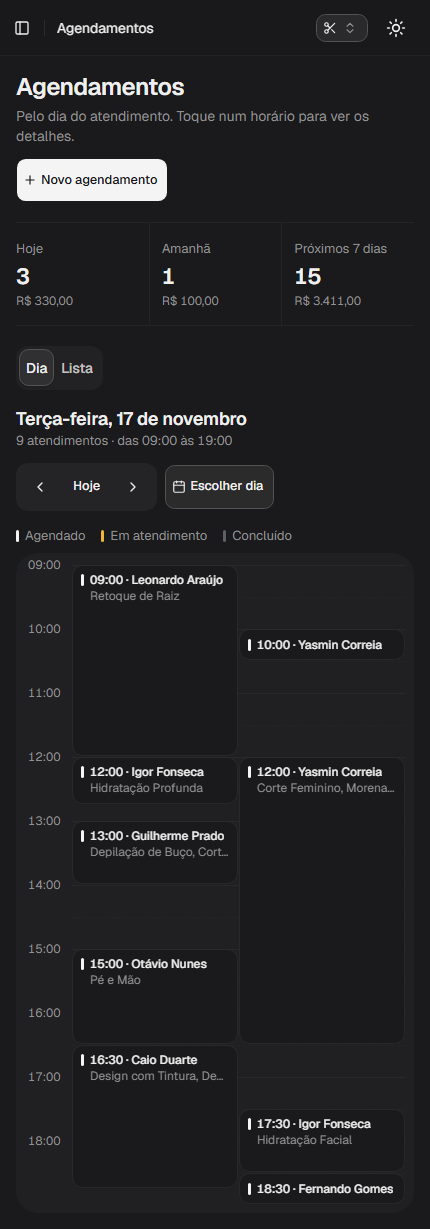 Agendamentos
Agendamentos
Pelo dia do atendimento. Toque num horário para ver os
detalhes.
+ Novo agendamento
Hoje
3
R$ 330,00
Amanhã
1
R$ 100,00
Próximos 7 dias
15
R$ 3.411,00
Dia
Lista
Terça-feira, 17 de novembro
9 atendimentos · das 09:00 às 19:00
Hoje
Escolher dia
Agendado
Em atendimento
Concluído
09:00
09:00 · Leonardo Araújo
Retoque de Raiz
10:00
10:00 · Yasmin Correia
11:00
12:00
12:00 · Igor Fonseca
Hidratação Profunda
12:00 · Yasmin Correia
Corte Feminino, Morena...
13:00
13:00 · Guilherme Prado
Depilação de Buço, Cort...
14:00
15:00
15:00 · Otávio Nunes
Pé e Mão
16:00
16:30 · Caio Duarte
Design com Tintura, De...
17:00
17:30 · Igor Fonseca
Hidratação Facial
18:00
18:30 · Fernando Gomes